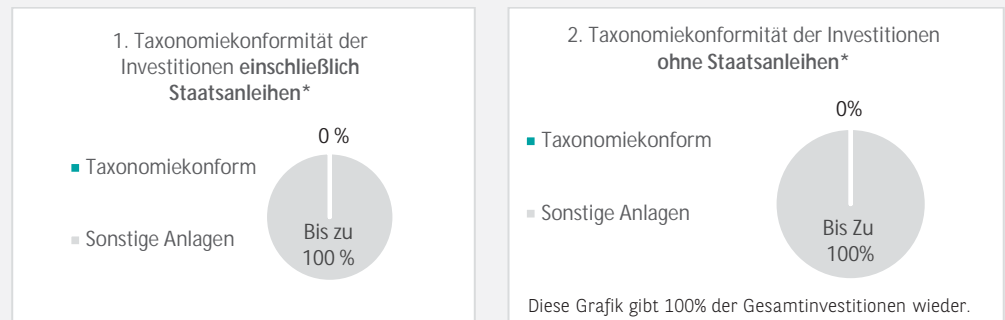 1. Taxonomiekonformität der
Investitionen einschließlich
Staatsanleihen*
0 %
Taxonomiekonform
Sonstige Anlagen
Bis zu
100 %
2. Taxonomiekonformität der Investitionen
ohne Staatsanleihen*
0%
Taxonomiekonform
Sonstige Anlagen
Bis Zu
100%
Diese Grafik gibt 100% der Gesamtinvestitionen wieder.